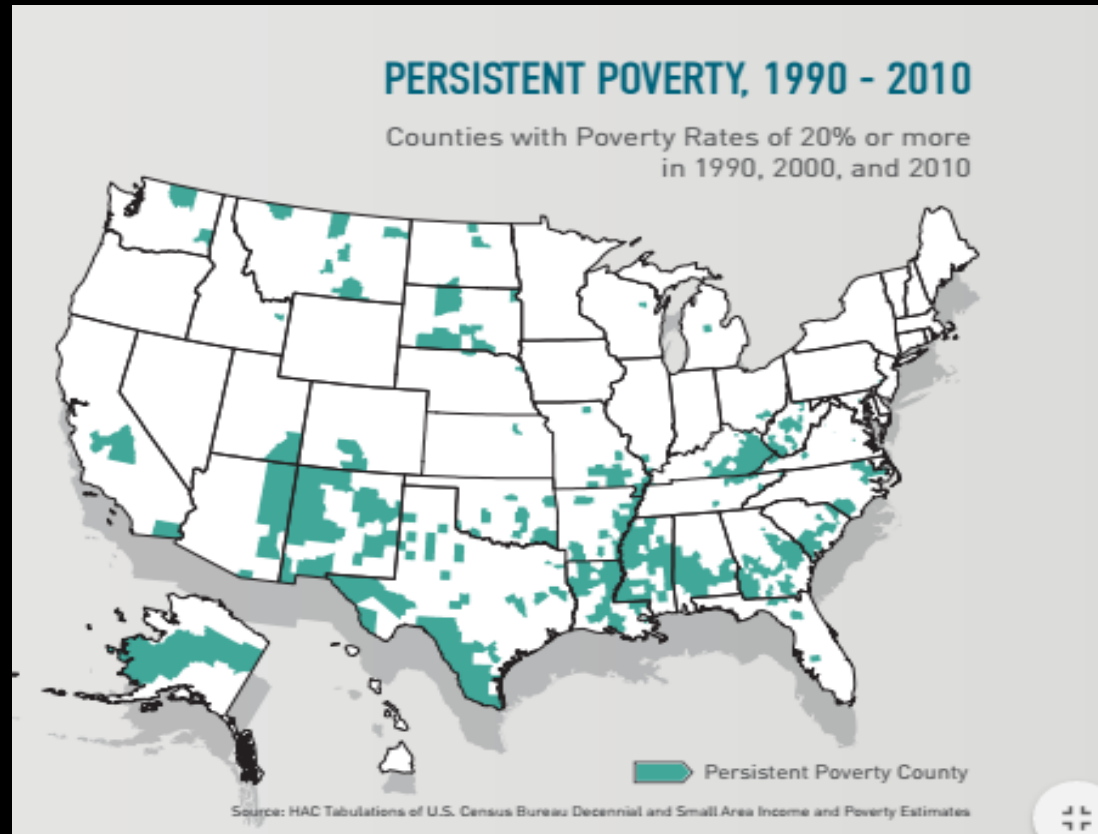 PERSISTENT POVERTY, 1990 - 2010
Counties with Poverty Rates of 20% or more
in 1990, 2000, and 2010
Persistent Poverty County
Source: HAC Tabulations of U.S. Census Bureau Decennial and Small Area Income and Poverty Estimates